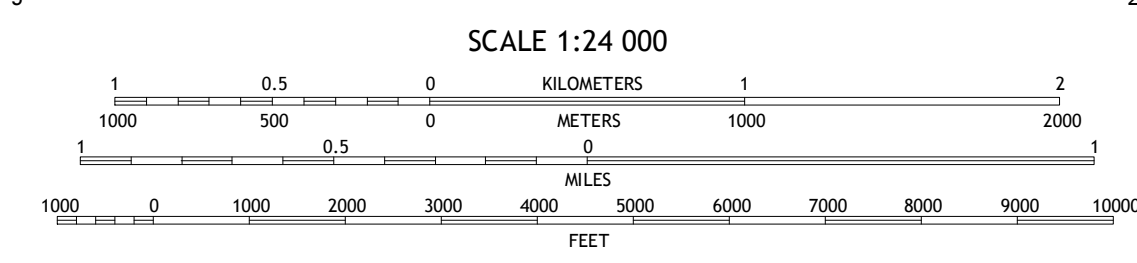 SCALE 1:24 000
1 0.5 0 KILOMETERS 1 2
1000 500 0 METERS 1000 2000
1 0.5 0 1
MILES
1000 0 1000 2000 3000 4000 5000 6000 7000 8000 9000 10000
FEET